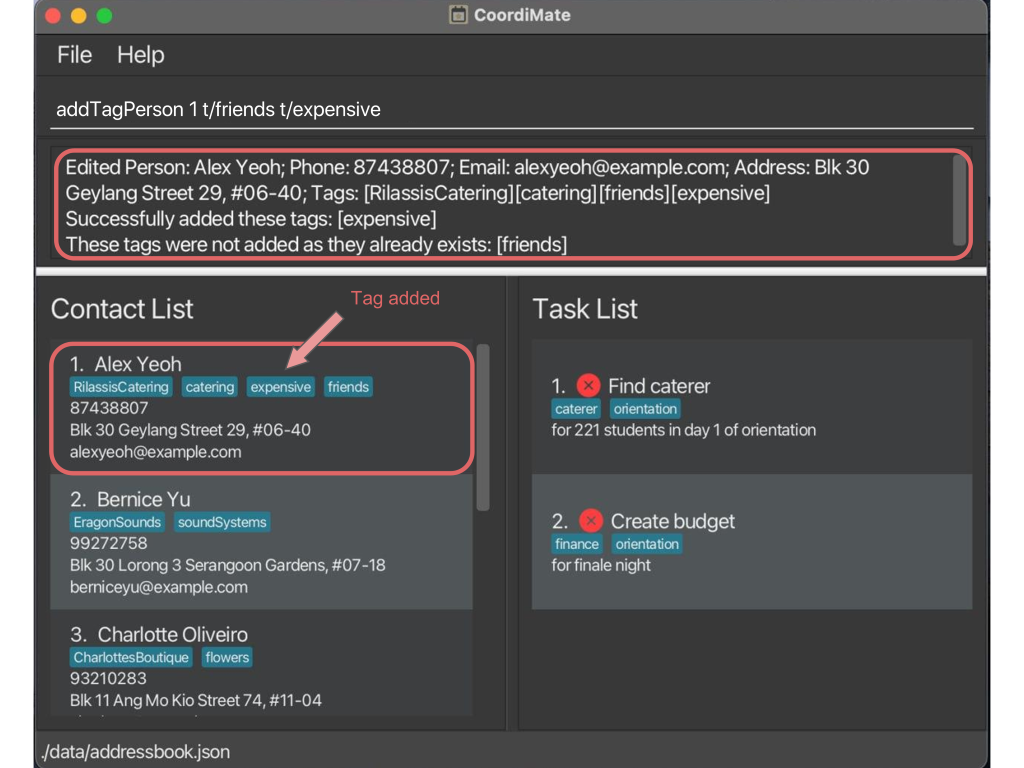 CoordiMate
File Help
addTagPerson 1 t/friends t/expensive
Edited Person: Alex Yeoh; Phone: 87438807; Email: alexyeoh@example.com; Address: Blk 30
Geylang Street 29, #06-40; Tags: [RilassisCatering][catering][friends][expensive]
Successfully added these tags: [expensive]
These tags were not added as they already exists: [friends]
Contact List
Tag added
1. Alex Yeoh
RilassisCatering catering expensive friends
87438807
Blk 30 Geylang Street 29, #06-40
alexyeoh@example.com
2. Bernice Yu
EragonSounds soundSystems
99272758
Blk 30 Lorong 3 Serangoon Gardens, #07-18
berniceyu@example.com
3. Charlotte Oliveiro
CharlottesBoutique flowers
93210283
Blk 11 Ang Mo Kio Street 74, #11-04
Task List
1. Find caterer
caterer orientation
for 221 students in day 1 of orientation
2. Create budget
finance orientation
for finale night
./data/addressbook.json